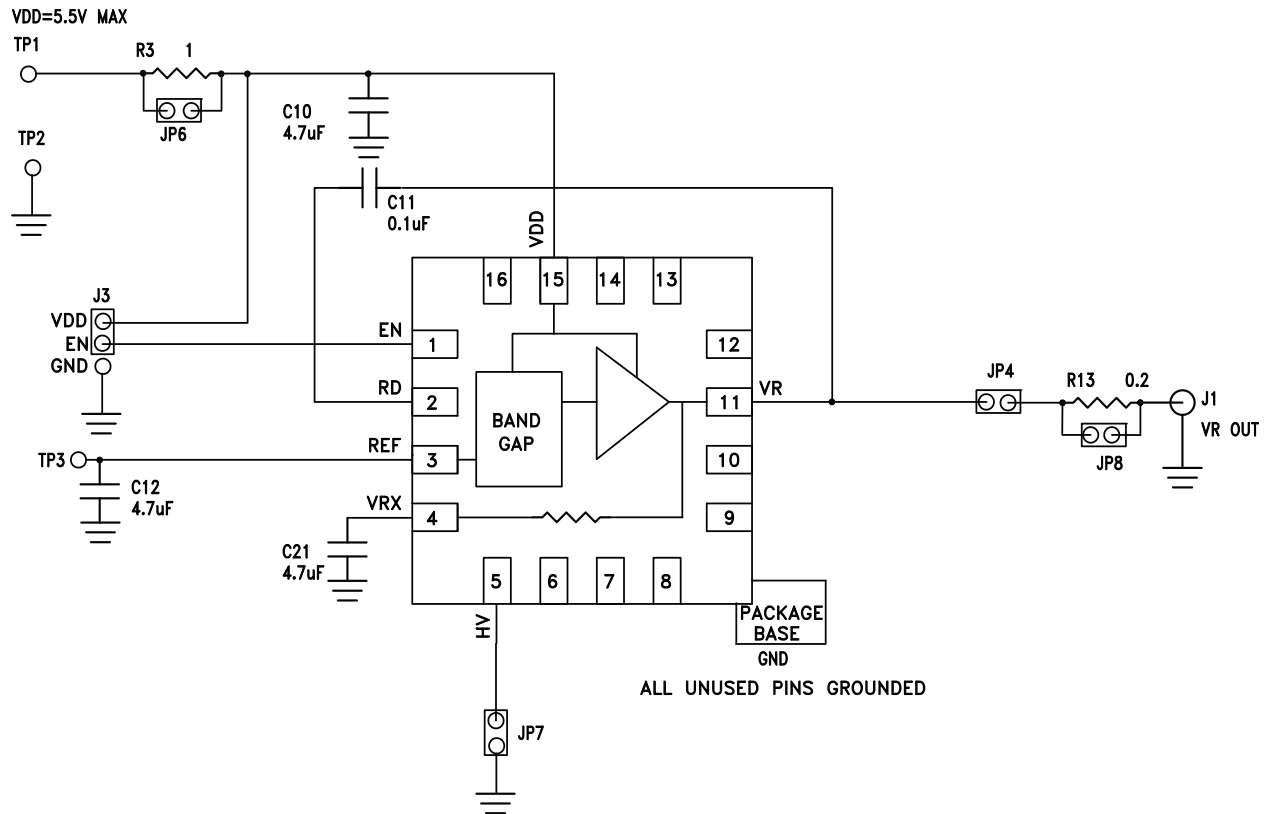 VDD=5.5V MAX
TP1
R3 1
JP6
C10
4.7uF
TP2
C11
0.1uF
VDD
16 15 14 13
J3
VDD
EN
GND
EN
1
12
RD
2
11
VR
JP4
R13 0.2
J1
VR OUT
JP8
BAND
GAP
REF
3
10
TP3
C12
4.7uF
VRX
4
9
C21
4.7uF
5 6 7 8
HV
PACKAGE
BASE
GND
ALL UNUSED PINS GROUNDED
JP7